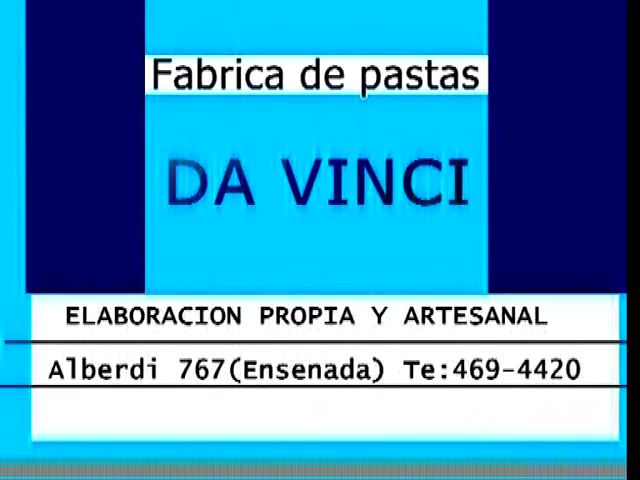 Fabrica de pastas
DA VINCI
ELABORACION PROPIA Y ARTESANAL
Alberdi 767(Ensenada) Te:469-4420